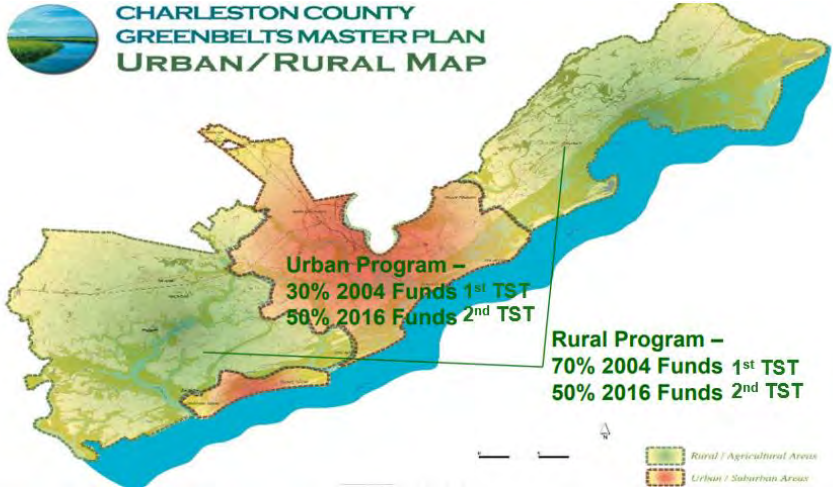 CHARLESTON COUNTY
GREENBELTS MASTER PLAN
URBAN/RURAL MAP
Urban Program –
30% 2004 Funds 1st TST
50% 2016 Funds 2nd TST
Rural Program –
70% 2004 Funds 1st TST
50% 2016 Funds 2nd TST
N
Rural / Agricultural Areas
Urban / Suburban Areas